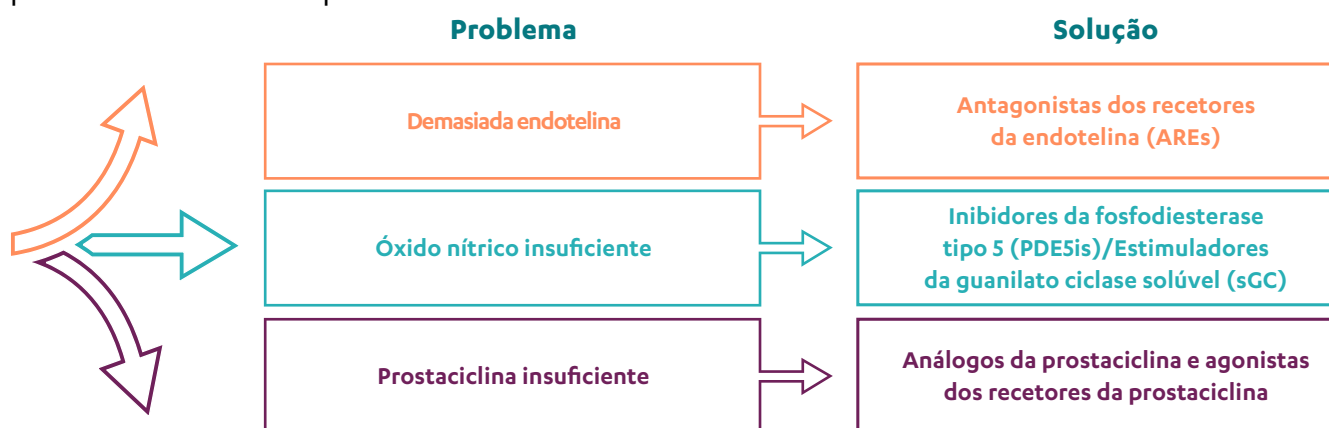 Problema
Solução
Demasiada endotelina
Antagonistas dos recetores
da endotelina (AREs)
Óxido nítrico insuficiente
Inibidores da fosfodiesterase
tipo 5 (PDE5is)/Estimuladores
da guanilato ciclase solúvel (sGC)
Prostaciclina insuficiente
Análogos da prostaciclina e agonistas
dos recetores da prostaciclina